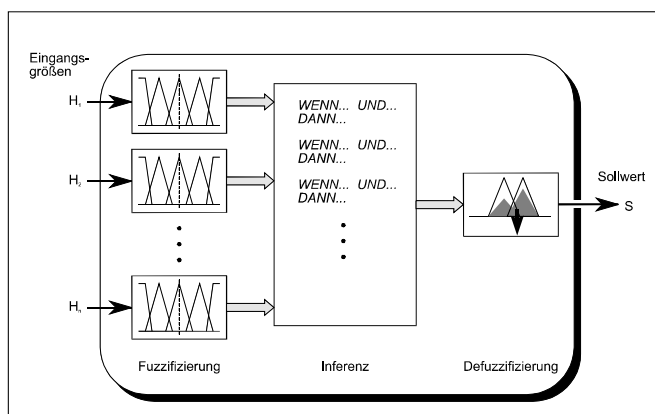 Eingangs-
größen
H₁
H₂
Hₙ
WENN... UND...
DANN...
WENN... UND...
DANN...
WENN... UND...
DANN...
Sollwert
S
Fuzzifizierung
Inferenz
Defuzzifizierung